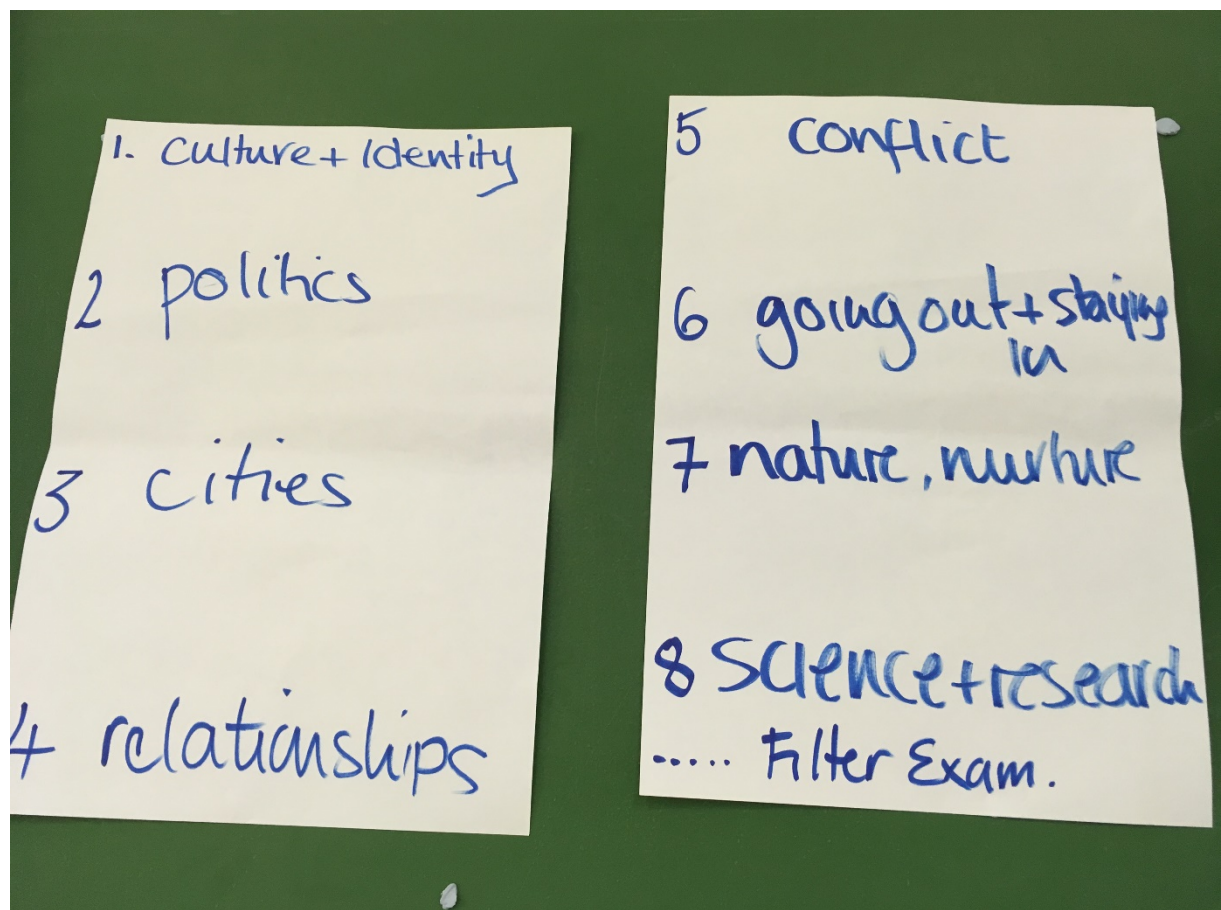 1. Culture + Identity
2 politics
3 cities
4 relationships
5 conflict
6 going out + staying
in
7 nature, nurture
8 science + research
..... Filter Exam.